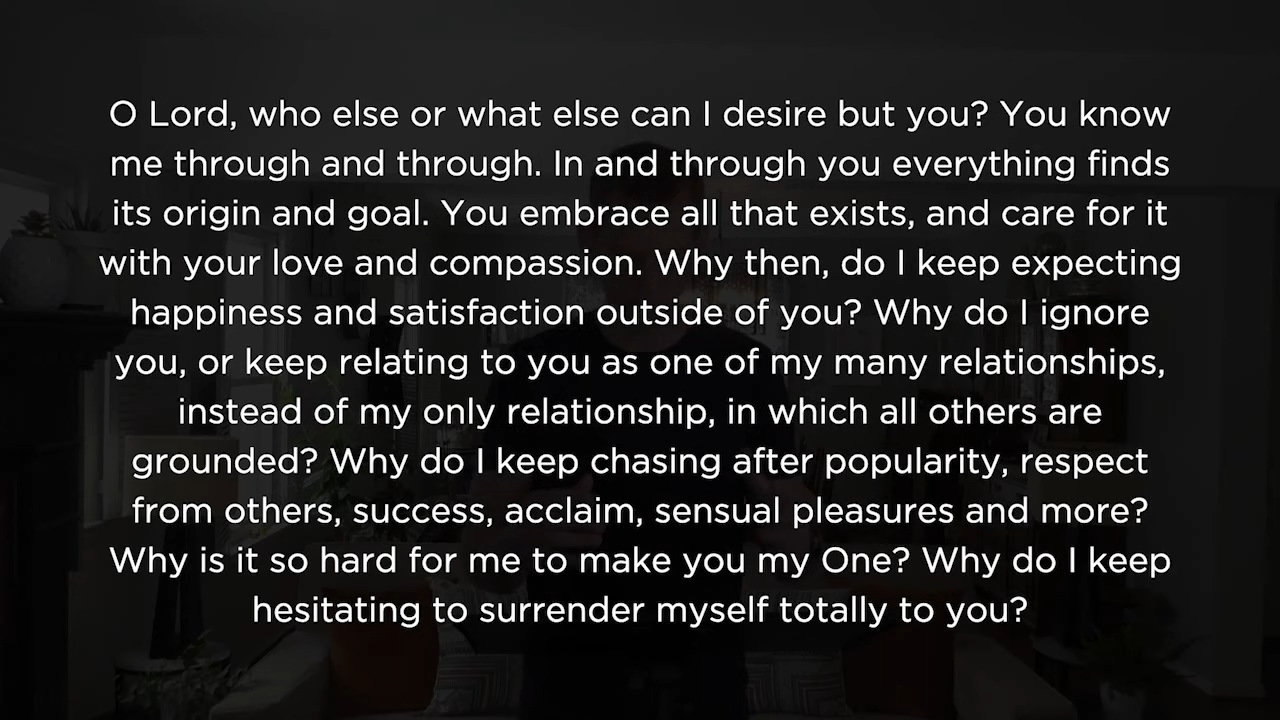 O Lord, who else or what else can I desire but you? You know
me through and through. In and through you everything finds
its origin and goal. You embrace all that exists, and care for it
with your love and compassion. Why then, do I keep expecting
happiness and satisfaction outside of you? Why do I ignore
you, or keep relating to you as one of my many relationships,
instead of my only relationship, in which all others are
grounded? Why do I keep chasing after popularity, respect
from others, success, acclaim, sensual pleasures and more?
Why is it so hard for me to make you my One? Why do I keep
hesitating to surrender myself totally to you?